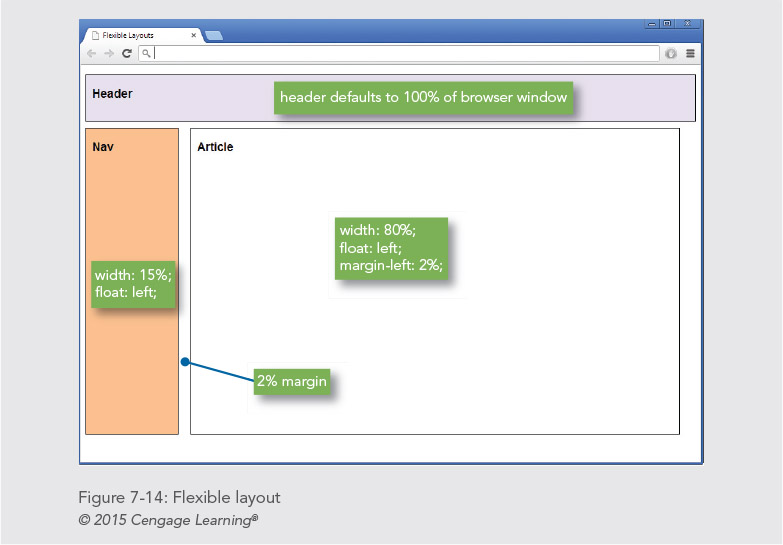 Flexible Layouts
Header
header defaults to 100% of browser window
Nav
Article
width: 80%;
float: left;
margin-left: 2%;
width: 15%;
float: left;
2% margin
Figure 7-14: Flexible layout
© 2015 Cengage Learning®